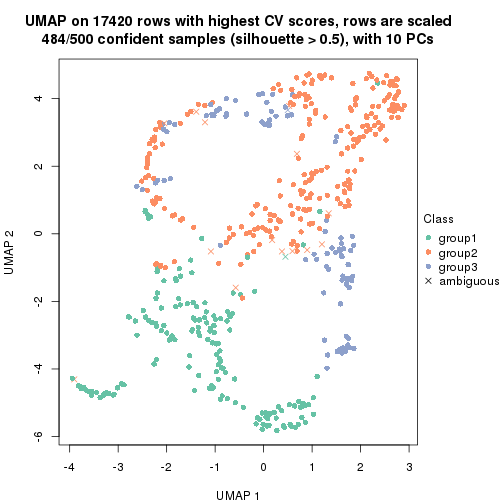 UMAP on 17420 rows with highest CV scores, rows are scaled
484/500 confident samples (silhouette > 0.5), with 10 PCs
4
2
0
-2
-4
-6
UMAP 2
-4
-3
-2
-1
0
1
2
3
UMAP 1
Class
group1
group2
group3
ambiguous